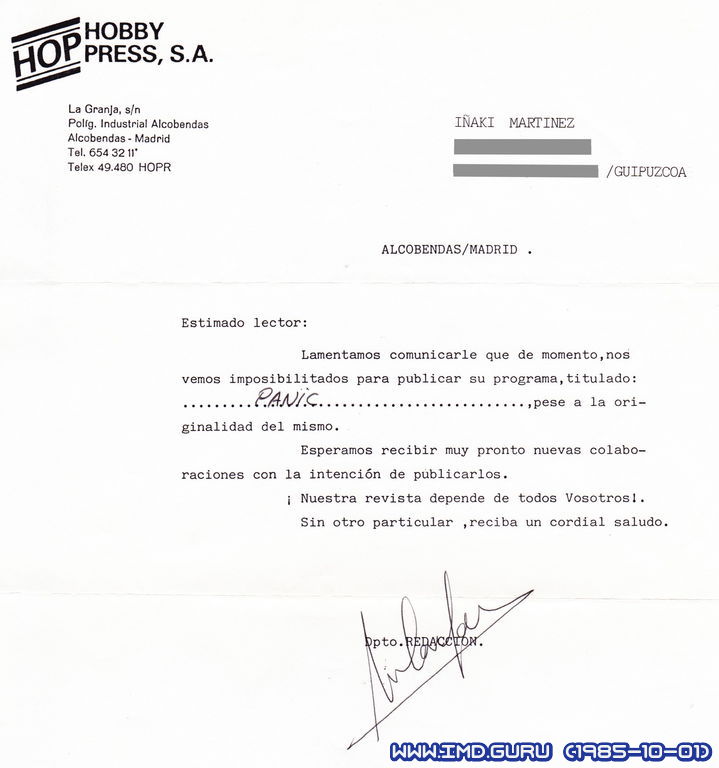 HOP HOBBY
PRESS, S.A.
La Granja, s/n
Políg. Industrial Alcobendas
Alcobendas - Madrid
Tel. 654 32 11*
Telex 49.480 HOPR
IÑAKI MARTINEZ
/GUIPUZCOA
ALCOBENDAS/MADRID .
Estimado lector:
Lamentamos comunicarle que de momento,nos
vemos imposibilitados para publicar su programa,titulado:
.........PANIC..........................,pese a la ori-
ginalidad del mismo.
Esperamos recibir muy pronto nuevas colabo-
raciones con la intención de publicarlos.
¡ Nuestra revista depende de todos Vosotros!.
Sin otro particular ,reciba un cordial saludo.
Dpto.REDACCION.
WWW.IMD.GURU (1985-10-01)